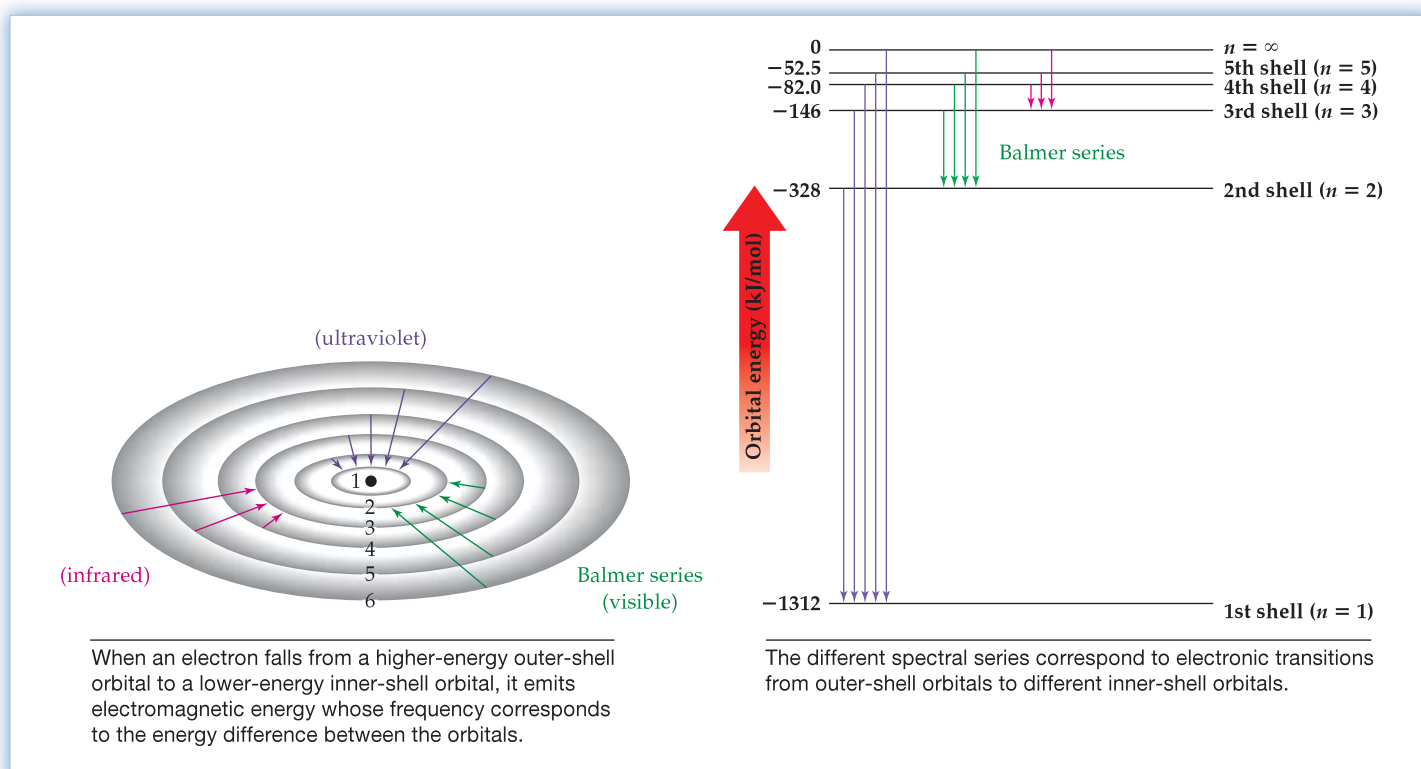 (ultraviolet)
1
2
3
4
5
6
(infrared)
Balmer series
(visible)
When an electron falls from a higher-energy outer-shell
orbital to a lower-energy inner-shell orbital, it emits
electromagnetic energy whose frequency corresponds
to the energy difference between the orbitals.
0
n = ∞
−52.5
5th shell (n = 5)
−82.0
4th shell (n = 4)
−146
3rd shell (n = 3)
Balmer series
−328
2nd shell (n = 2)
Orbital energy (kJ/mol)
−1312
1st shell (n = 1)
The different spectral series correspond to electronic transitions
from outer-shell orbitals to different inner-shell orbitals.